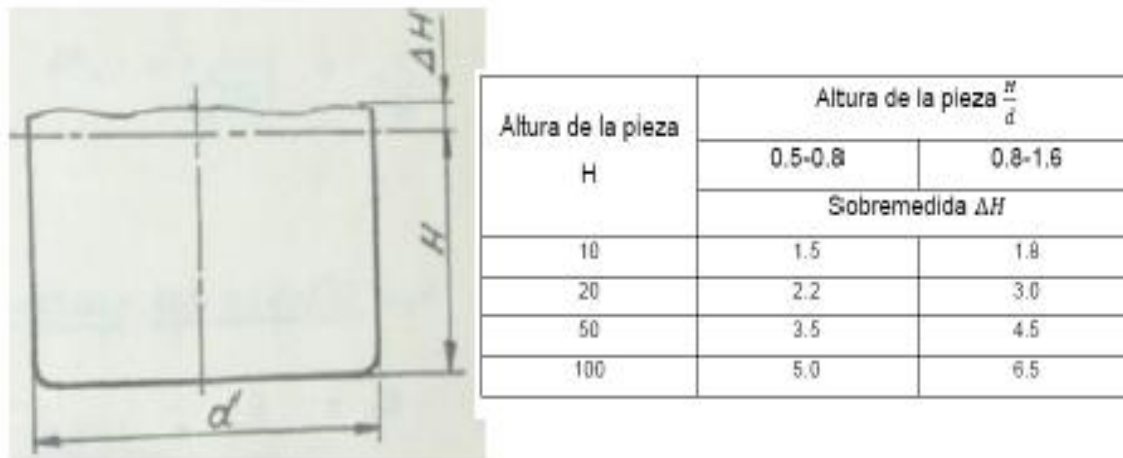 ΔH
H
d
Altura de la pieza
H
Altura de la pieza H/d
0.5-0.8
0.8-1.6
Sobremedida ΔH
10 1.5 1.8
20 2.2 3.0
50 3.5 4.5
100 5.0 6.5